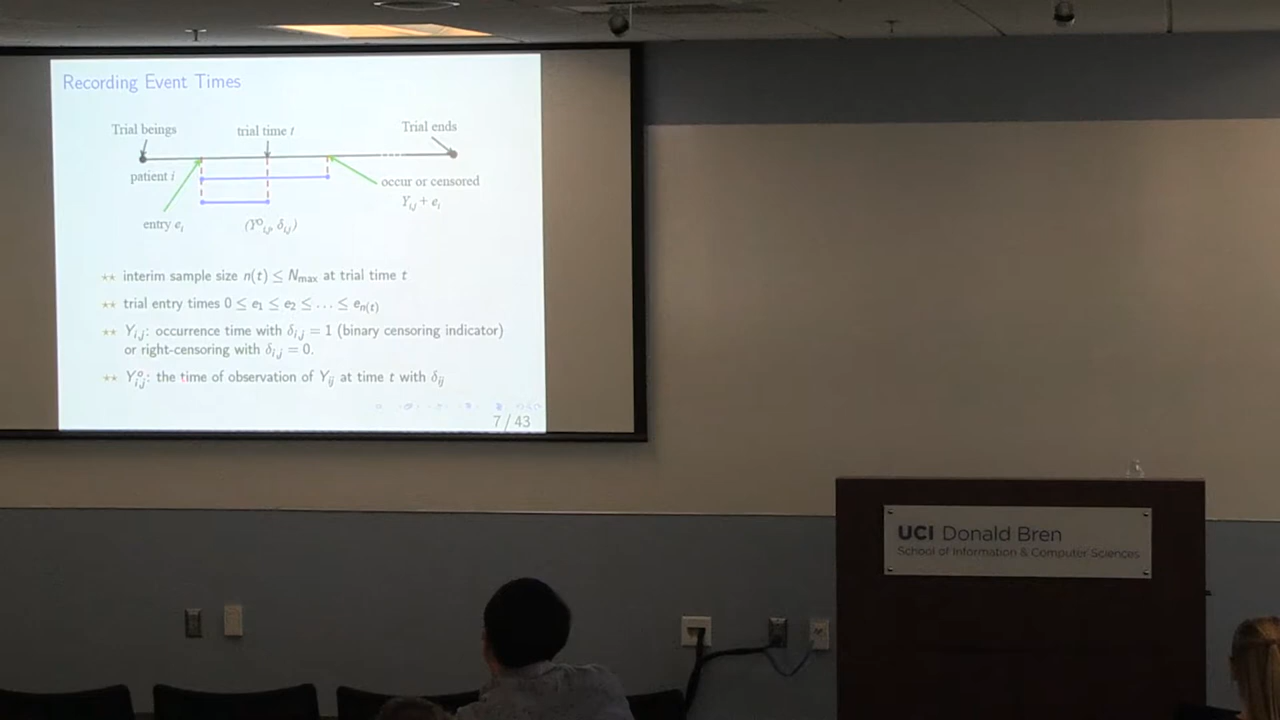 Recording Event Times
Trial beings
trial time t
Trial ends
patient i
occur or censored
Y_{i,j} + e_i
entry e_i
(Y^o_{i,j}, δ_{i,j})
⋆⋆ interim sample size n(t) ≤ N_max at trial time t
⋆⋆ trial entry times 0 ≤ e_1 ≤ e_2 ≤ … ≤ e_{n(t)}
⋆⋆ Y_{i,j}: occurrence time with δ_{i,j} = 1 (binary censoring indicator)
or right-censoring with δ_{i,j} = 0.
⋆⋆ Y^o_{i,j}: the time of observation of Y_{ij} at time t with δ_{ij}
7 / 43
UCI Donald Bren
School of Information & Computer Sciences